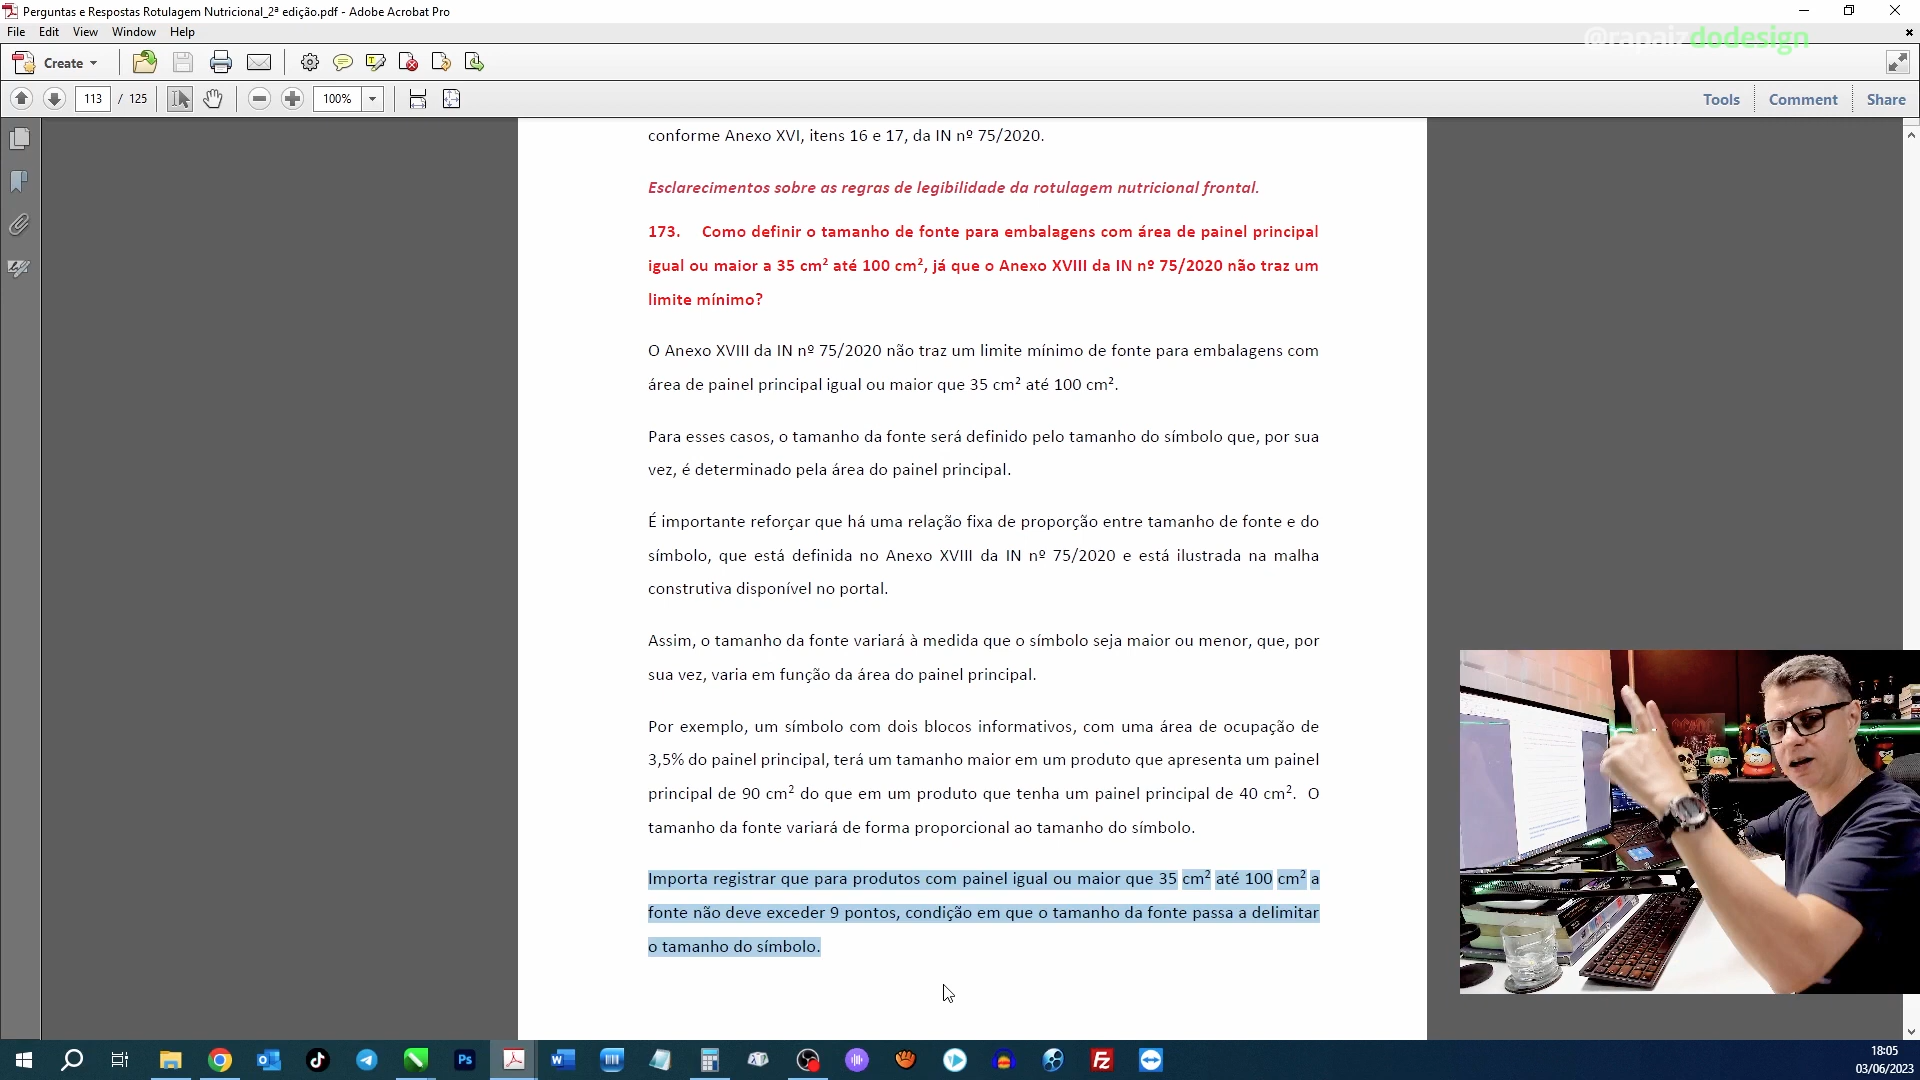 Perguntas e Respostas Rotulagem Nutricional_2ª edição.pdf - Adobe Acrobat Pro
File Edit View Window Help
@rapaizdodesign
Create
113 / 125 100% Tools Comment Share
conforme Anexo XVI, itens 16 e 17, da IN nº 75/2020.
Esclarecimentos sobre as regras de legibilidade da rotulagem nutricional frontal.
173. Como definir o tamanho de fonte para embalagens com área de painel principal
igual ou maior a 35 cm² até 100 cm², já que o Anexo XVIII da IN nº 75/2020 não traz um
limite mínimo?
O Anexo XVIII da IN nº 75/2020 não traz um limite mínimo de fonte para embalagens com
área de painel principal igual ou maior que 35 cm² até 100 cm².
Para esses casos, o tamanho da fonte será definido pelo tamanho do símbolo que, por sua
vez, é determinado pela área do painel principal.
É importante reforçar que há uma relação fixa de proporção entre tamanho de fonte e do
símbolo, que está definida no Anexo XVIII da IN nº 75/2020 e está ilustrada na malha
construtiva disponível no portal.
Assim, o tamanho da fonte variará à medida que o símbolo seja maior ou menor, que, por
sua vez, varia em função da área do painel principal.
Por exemplo, um símbolo com dois blocos informativos, com uma área de ocupação de
3,5% do painel principal, terá um tamanho maior em um produto que apresenta um painel
principal de 90 cm² do que em um produto que tenha um painel principal de 40 cm². O
tamanho da fonte variará de forma proporcional ao tamanho do símbolo.
Importa registrar que para produtos com painel igual ou maior que 35 cm² até 100 cm² a
fonte não deve exceder 9 pontos, condição em que o tamanho da fonte passa a delimitar
o tamanho do símbolo.
Ps
W
Fz
18:05
03/06/2023